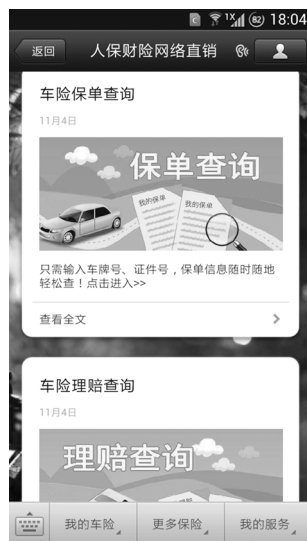 1X 82 18:04
返回 人保财险网络直销
车险保单查询
11月4日
保单查询
我的保单 我的保单
只需输入车牌号、证件号，保单信息随时随地
轻松查！点击进入>>
查看全文
车险理赔查询
11月4日
理赔查询
我的车险 更多保险 我的服务